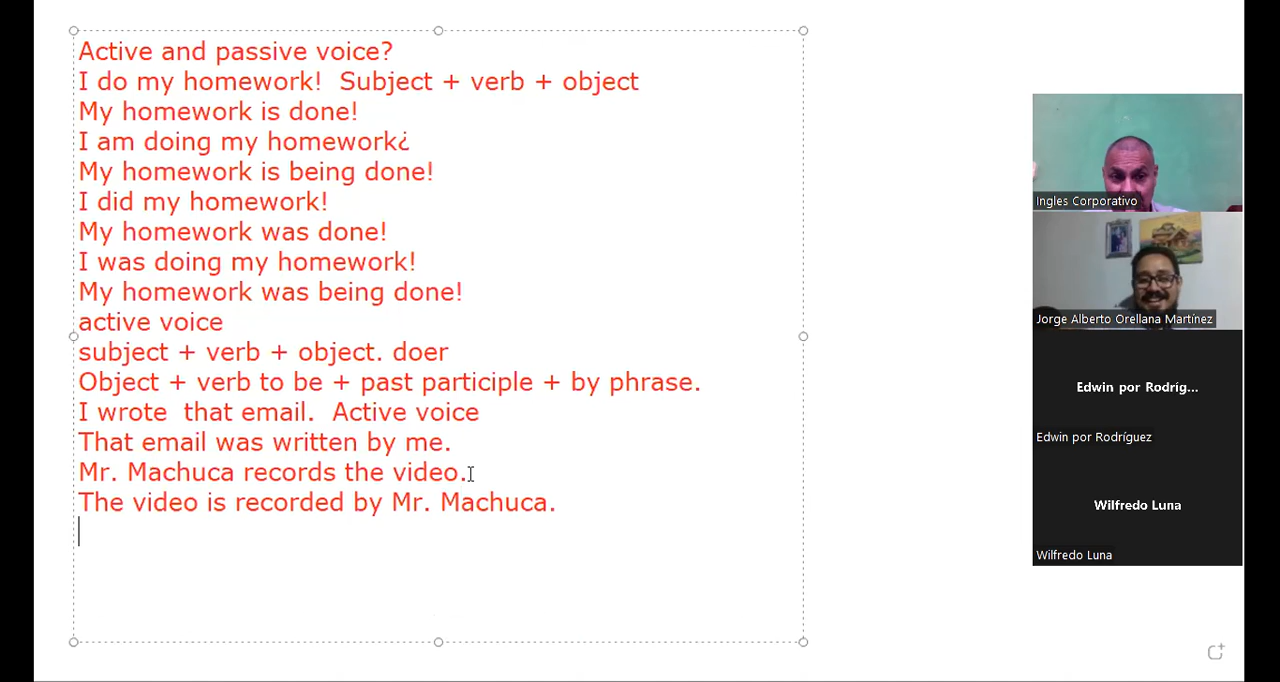 Active and passive voice?
I do my homework!  Subject + verb + object
My homework is done!
I am doing my homework¿
My homework is being done!
I did my homework!
My homework was done!
I was doing my homework!
My homework was being done!
active voice
subject + verb + object. doer
Object + verb to be + past participle + by phrase.
I wrote  that email.  Active voice
That email was written by me.
Mr. Machuca records the video.
The video is recorded by Mr. Machuca.
Ingles Corporativo
Jorge Alberto Orellana Martínez
Edwin por Rodríg...
Edwin por Rodríguez
Wilfredo Luna
Wilfredo Luna